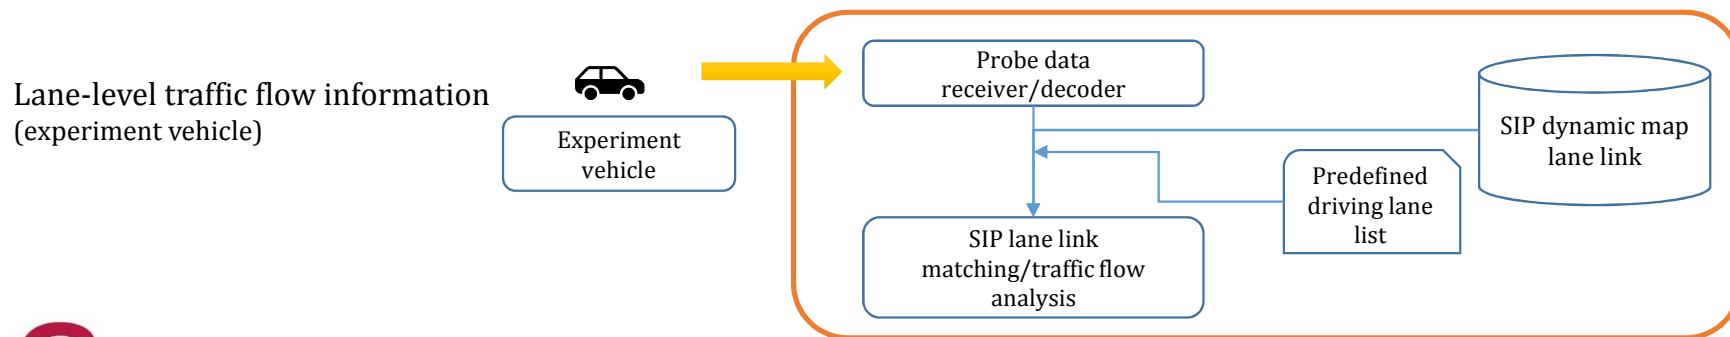 Lane-level traffic flow information
(experiment vehicle)
Experiment
vehicle
Probe data
receiver/decoder
SIP dynamic map
lane link
Predefined
driving lane
list
SIP lane link
matching/traffic flow
analysis